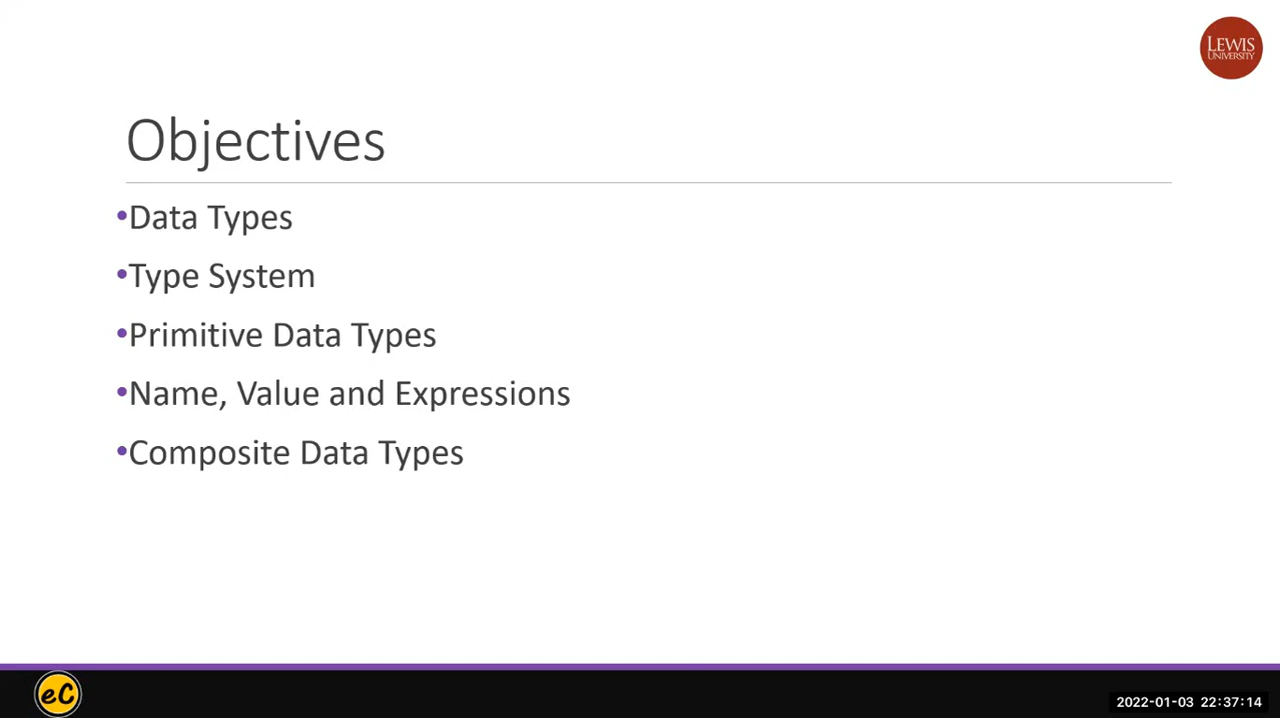 LEWIS
UNIVERSITY
Objectives
•Data Types
•Type System
•Primitive Data Types
•Name, Value and Expressions
•Composite Data Types
eC
2022-01-03 22:37:14